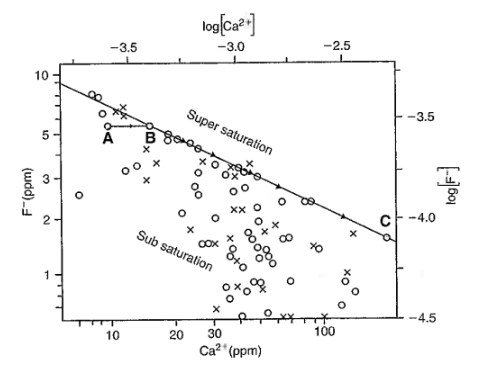 log[Ca²⁺]
−3.5 −3.0 −2.5
10
5
3
2
1
F⁻(ppm)
A B C
Super saturation
Sub saturation
−3.5
−4.0
−4.5
log[F⁻]
10 20 30 100
Ca²⁺(ppm)